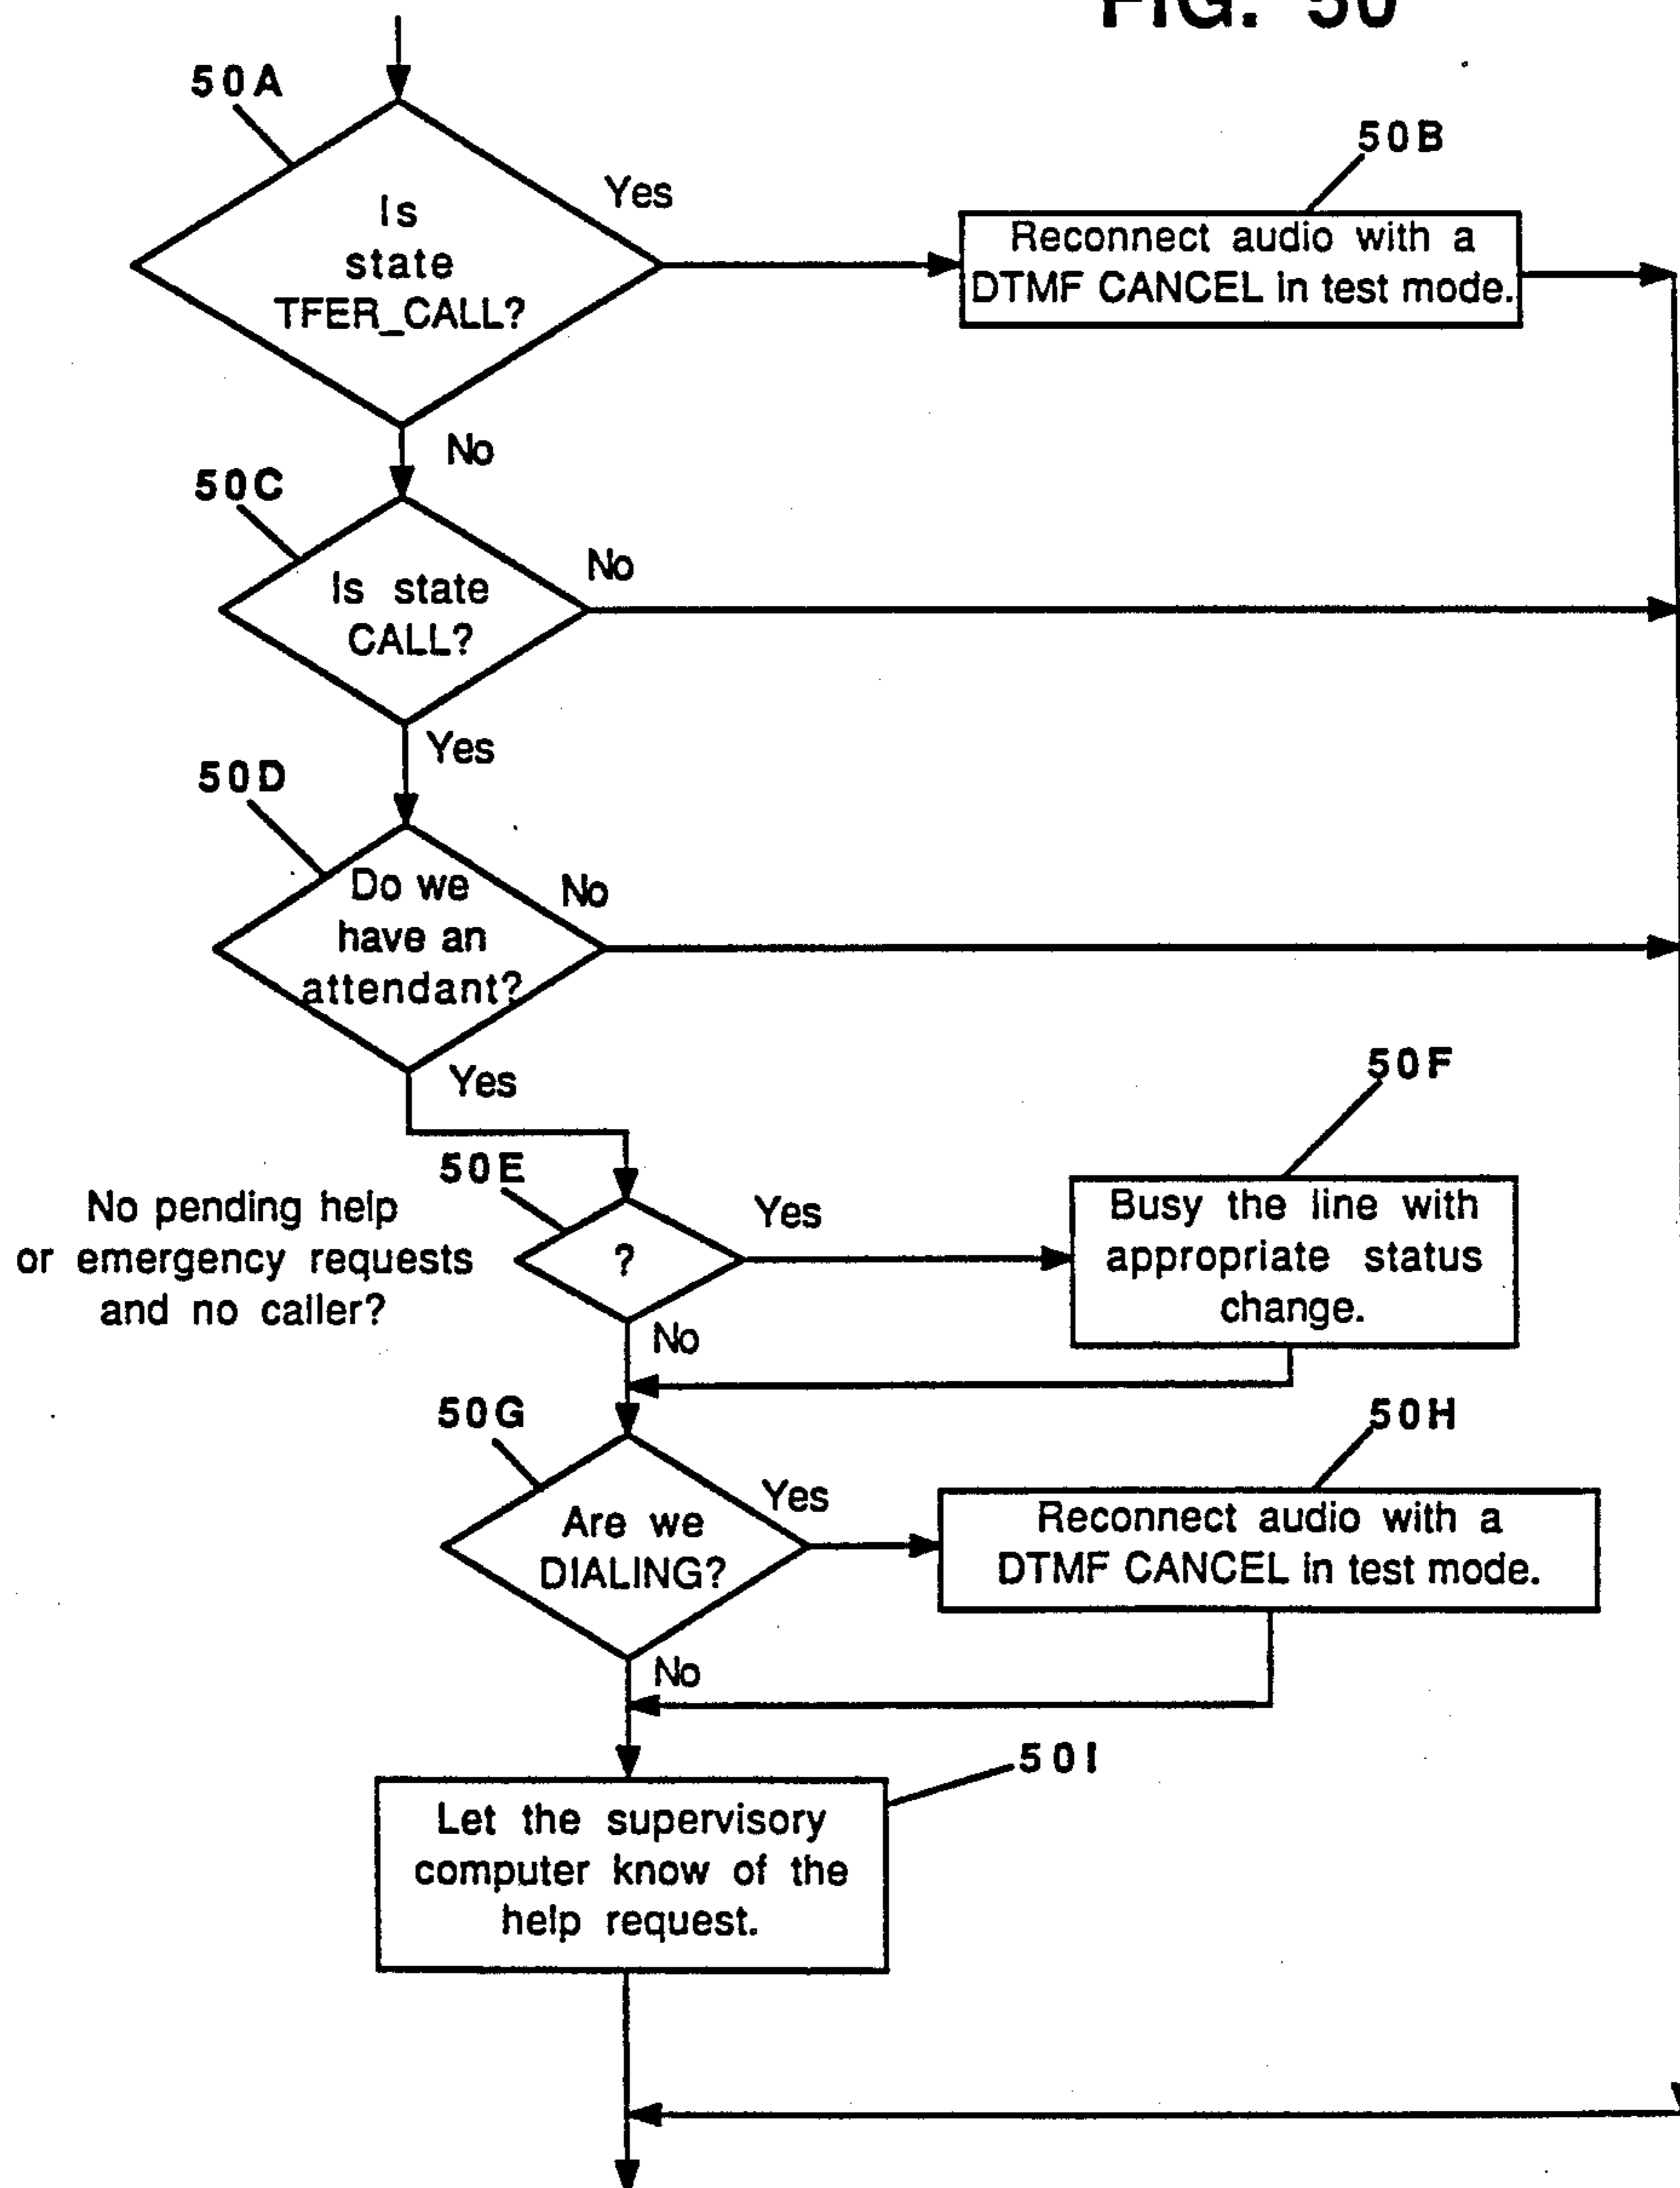 FIG. 50
50A
Is
state
TFER_CALL?
Yes
50B
Reconnect audio with a
DTMF CANCEL in test mode.
No
50C
Is state
CALL?
No
Yes
50D
Do we
have an
attendant?
No
Yes
50E
No pending help
or emergency requests
and no caller?
?
Yes
50F
Busy the line with
appropriate status
change.
No
50G
Are we
DIALING?
Yes
50H
Reconnect audio with a
DTMF CANCEL in test mode.
No
50I
Let the supervisory
computer know of the
help request.